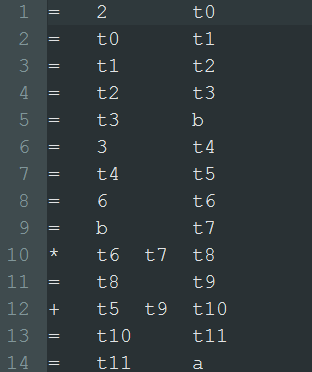 1 = 2 t0
2 = t0 t1
3 = t1 t2
4 = t2 t3
5 = t3 b
6 = 3 t4
7 = t4 t5
8 = 6 t6
9 = b t7
10 * t6 t7 t8
11 = t8 t9
12 + t5 t9 t10
13 = t10 t11
14 = t11 a